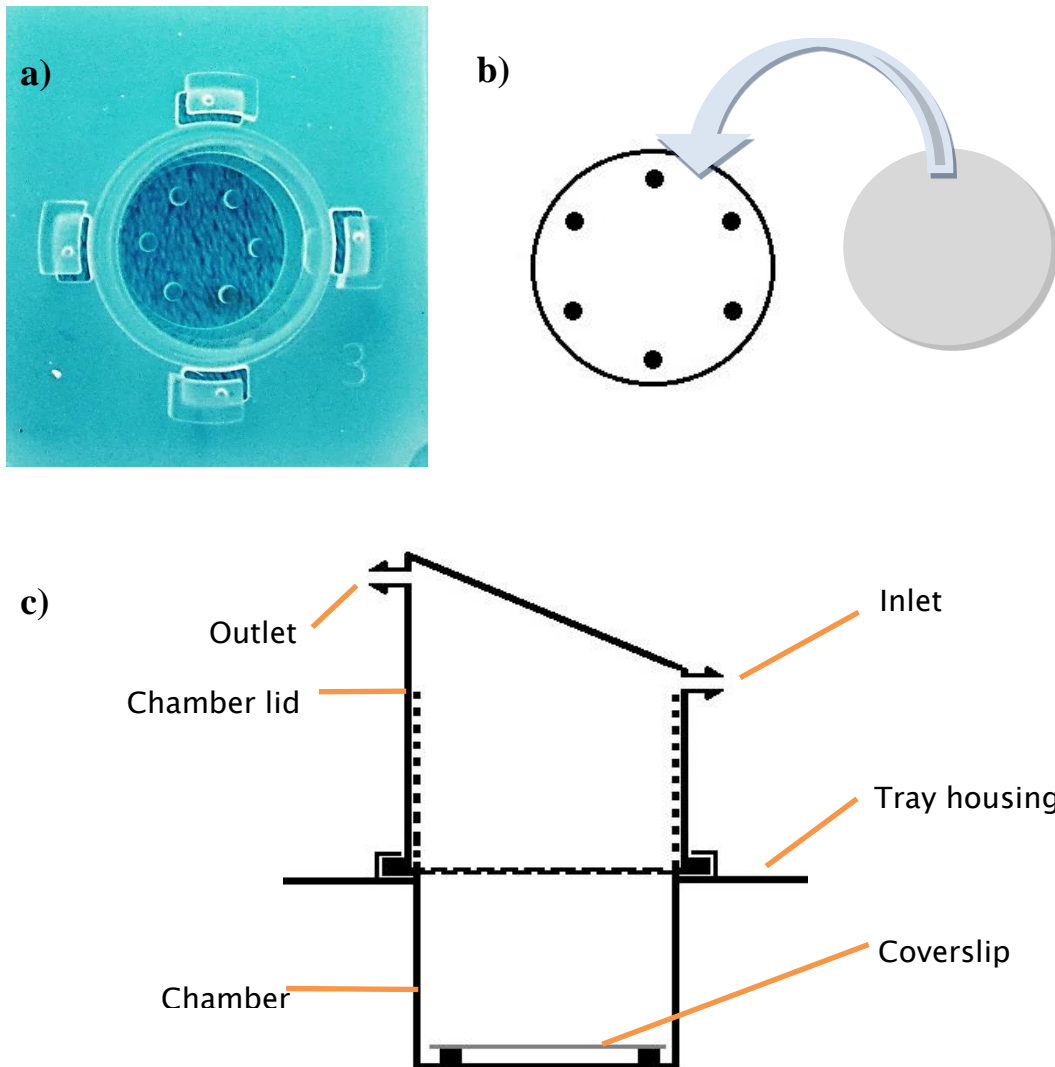 a)
b)
3
c)
Outlet
Inlet
Chamber lid
Tray housing
Coverslip
Chamber